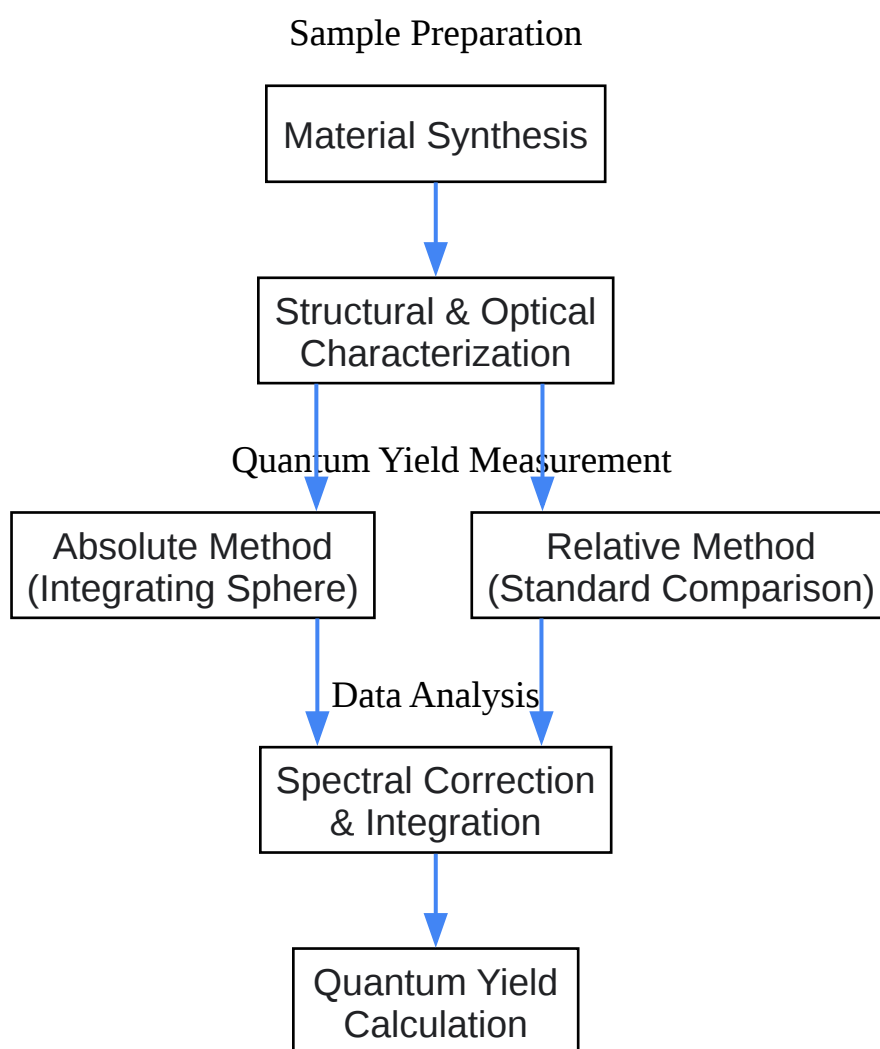 Sample Preparation
Material Synthesis
Structural & Optical
Characterization
Quantum Yield Measurement
Absolute Method
(Integrating Sphere)
Relative Method
(Standard Comparison)
Data Analysis
Spectral Correction
& Integration
Quantum Yield
Calculation